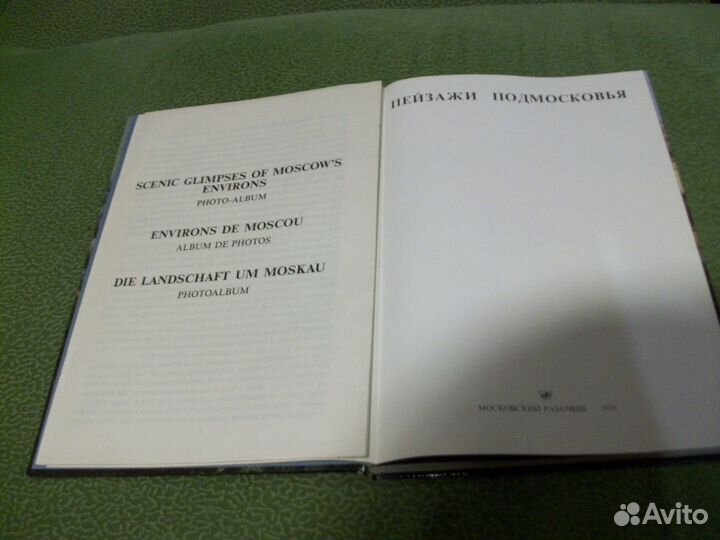 SCENIC GLIMPSES OF MOSCOW'S
ENVIRONS
PHOTO-ALBUM
ENVIRONS DE MOSCOU
ALBUM DE PHOTOS
DIE LANDSCHAFT UM MOSKAU
PHOTOALBUM
ПЕЙЗАЖИ ПОДМОСКОВЬЯ
МОСКОВСКИЙ РАБОЧИЙ
Avito